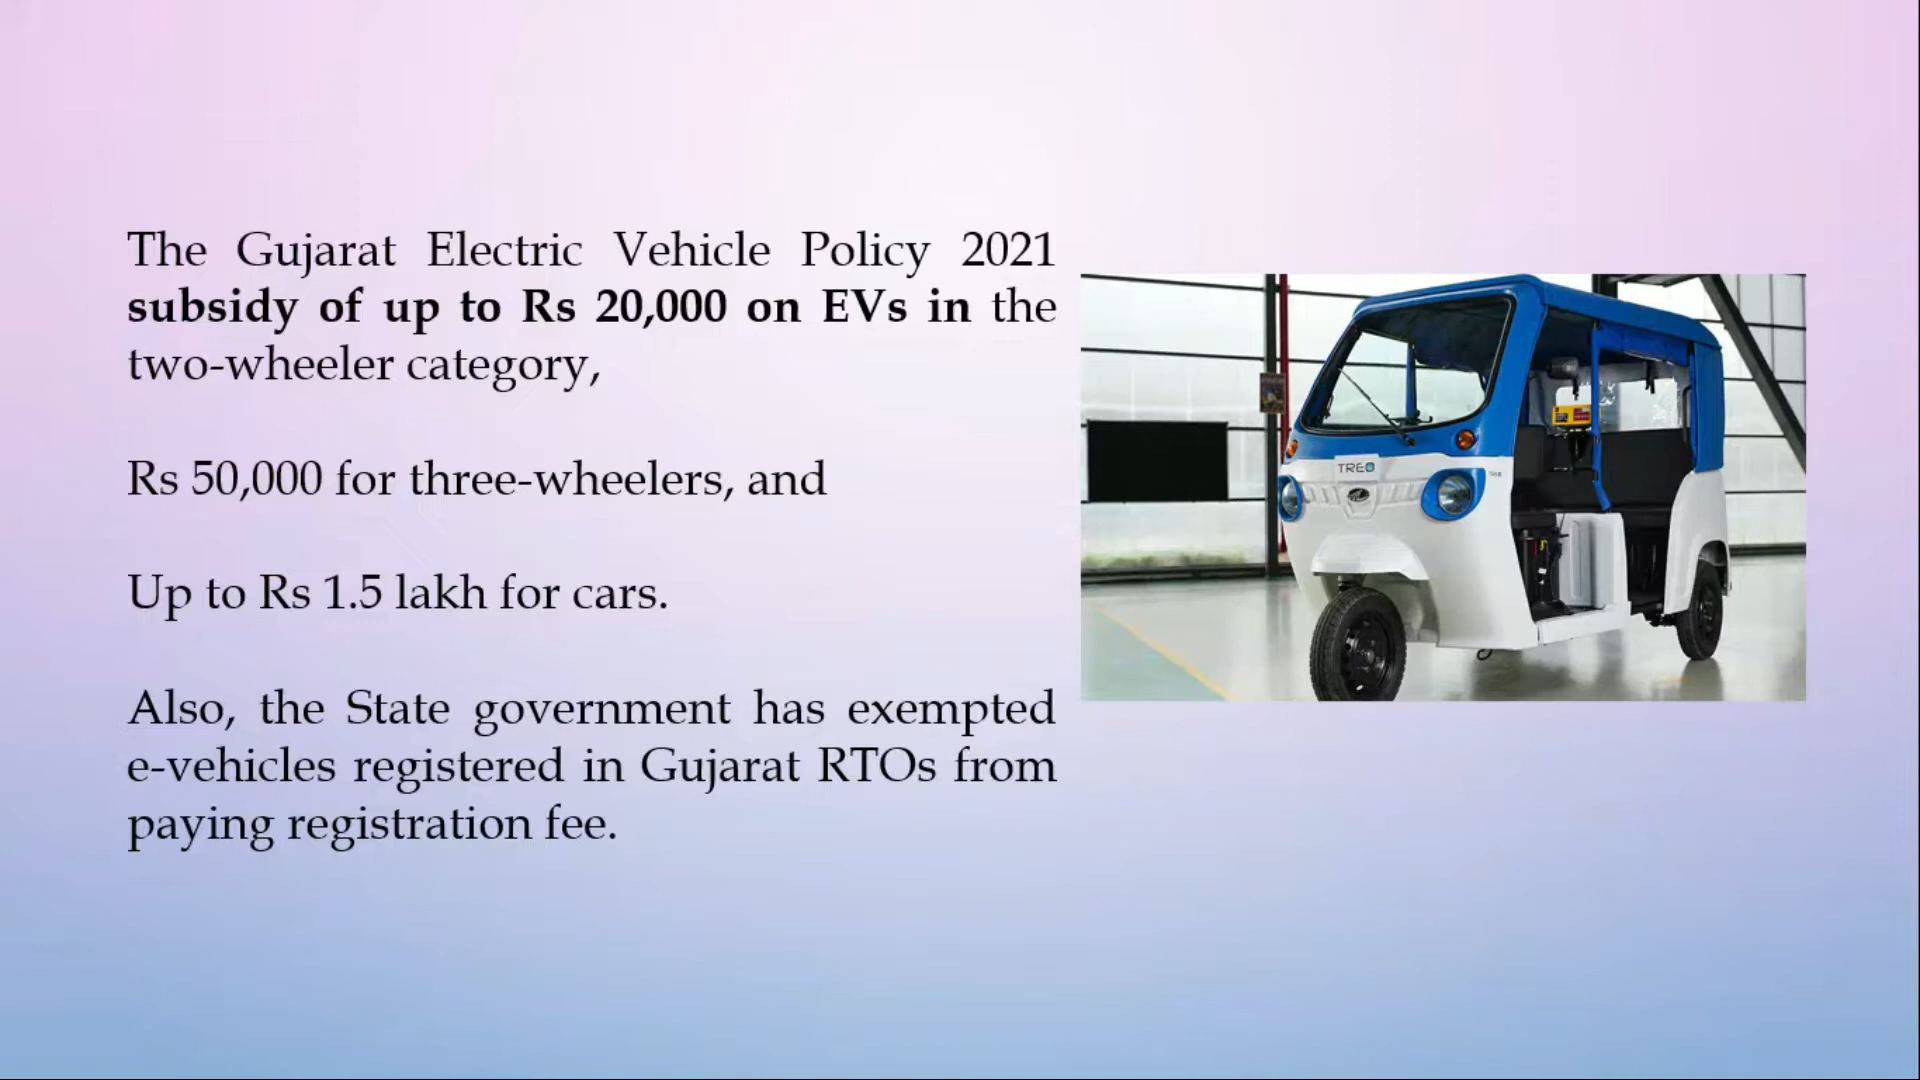 The Gujarat Electric Vehicle Policy 2021
subsidy of up to Rs 20,000 on EVs in the
two-wheeler category,
Rs 50,000 for three-wheelers, and
Up to Rs 1.5 lakh for cars.
Also, the State government has exempted
e-vehicles registered in Gujarat RTOs from
paying registration fee.
TREO